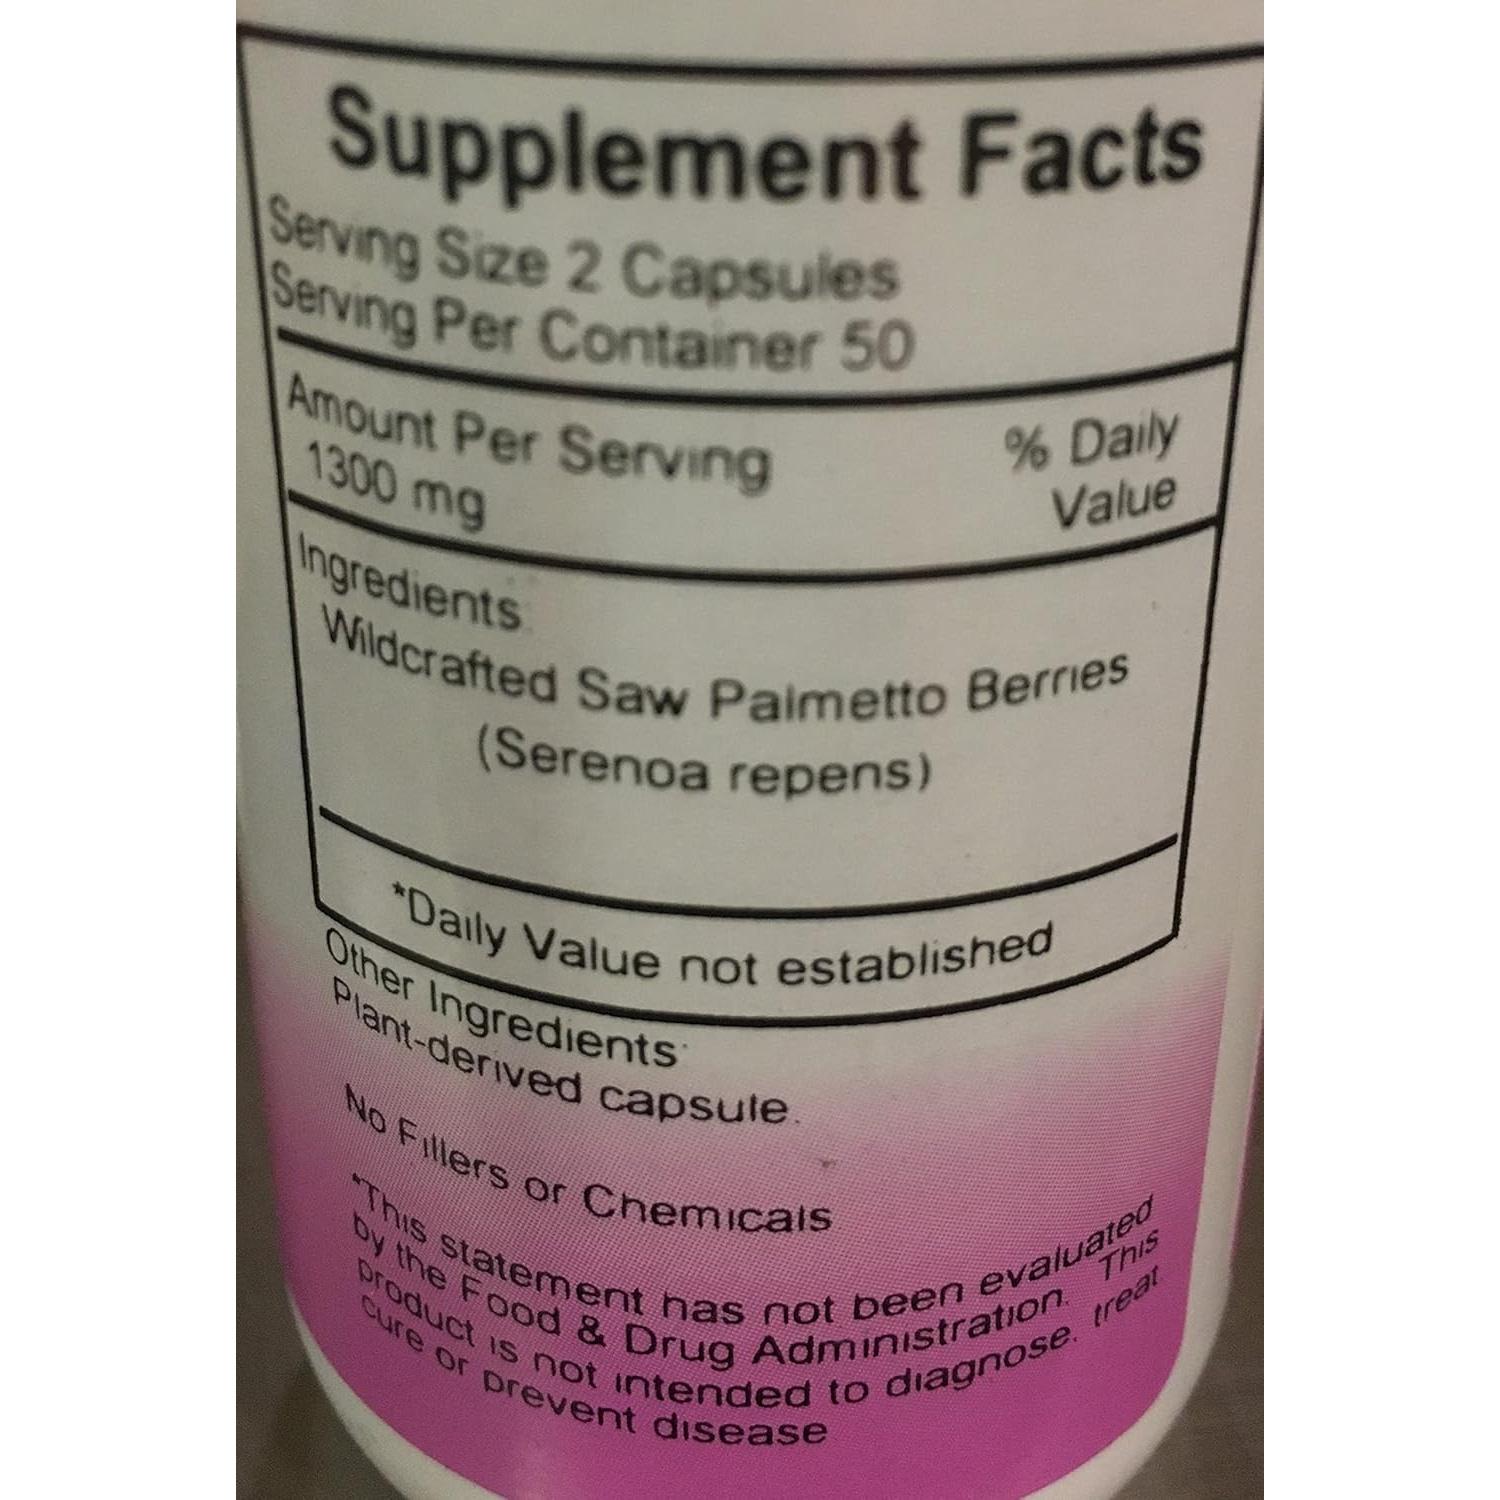 Supplement Facts
Serving Size 2 Capsules
Serving Per Container 50
Amount Per Serving % Daily
1300 mg Value
Ingredients:
Wildcrafted Saw Palmetto Berries
(Serenoa repens)
*Daily Value not established
Other Ingredients:
Plant-derived capsule.
No Fillers or Chemicals
*This statement has not been evaluated
by the Food & Drug Administration. This
product is not intended to diagnose, treat
cure or prevent disease